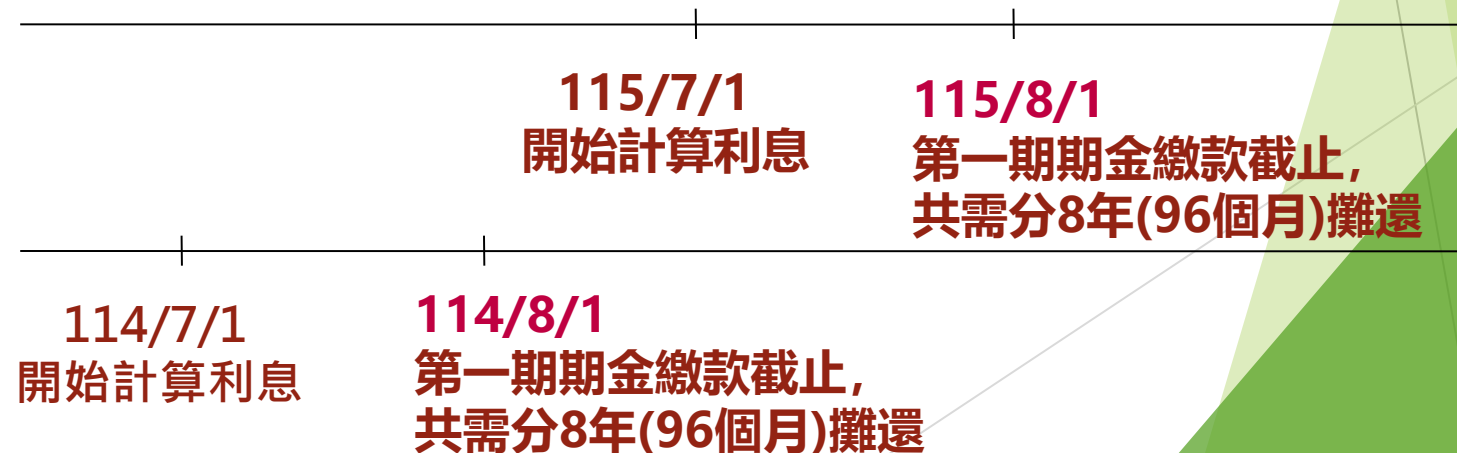 115/7/1
開始計算利息
115/8/1
第一期期金繳款截止,
共需分8年(96個月)攤還
114/7/1
開始計算利息
114/8/1
第一期期金繳款截止,
共需分8年(96個月)攤還